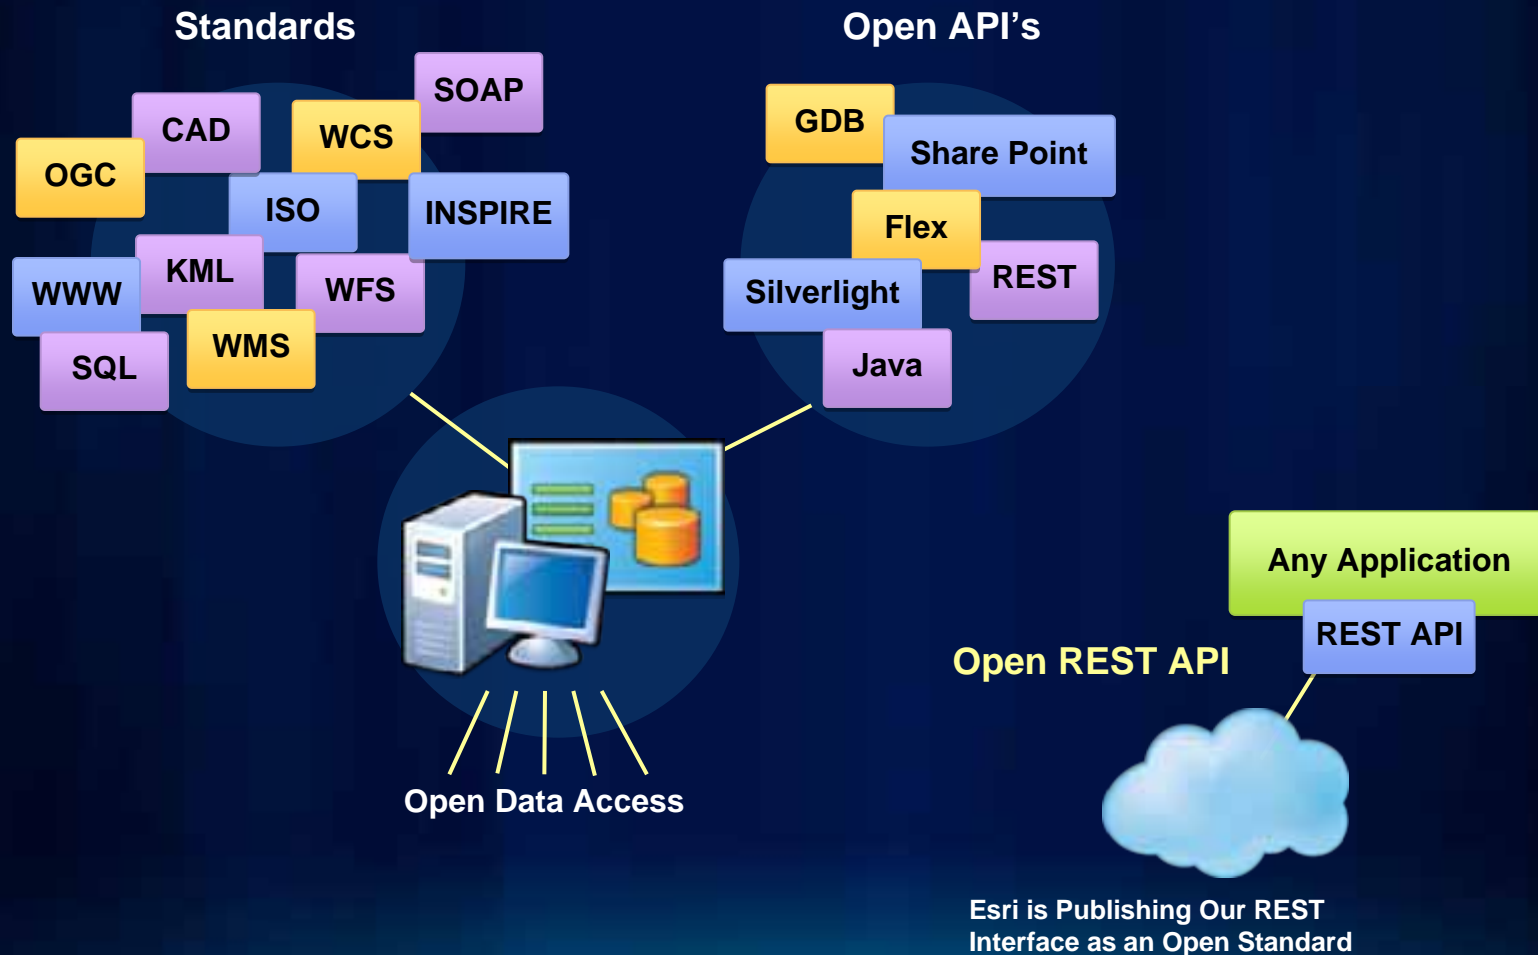 Standards
SOAP
CAD
WCS
OGC
ISO
INSPIRE
KML
WWW
WFS
WMS
SQL
Open API's
GDB
Share Point
Flex
REST
Silverlight
Java
Open Data Access
Any Application
REST API
Open REST API
Esri is Publishing Our REST
Interface as an Open Standard